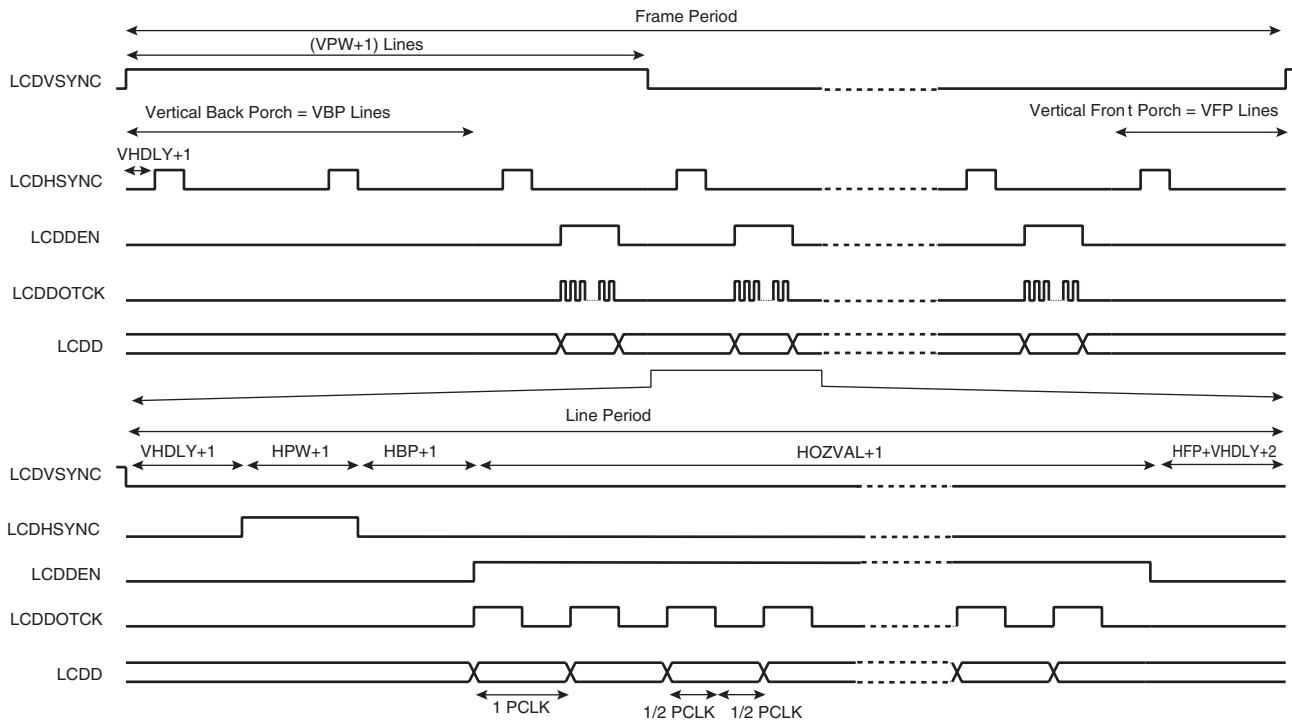 Frame Period
(VPW+1) Lines
LCDVSYNC
Vertical Back Porch = VBP Lines
Vertical Front Porch = VFP Lines
VHDLY+1
LCDHSYNC
LCDDEN
LCDDOTCK
LCDD
Line Period
VHDLY+1
HPW+1
HBP+1
HOZVAL+1
HFP+VHDLY+2
LCDVSYNC
LCDHSYNC
LCDDEN
LCDDOTCK
LCDD
1 PCLK
1/2 PCLK
1/2 PCLK